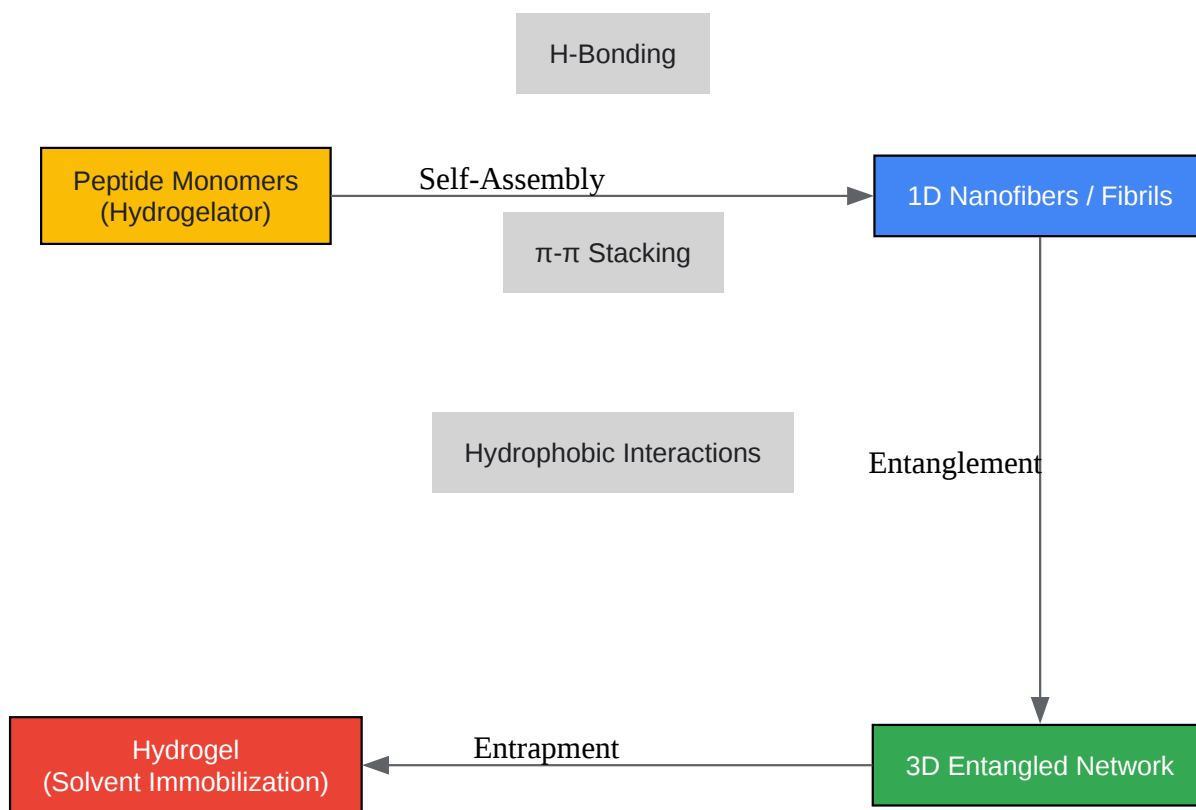 H-Bonding
Peptide Monomers
(Hydrogelator)
Self-Assembly
1D Nanofibers / Fibrils
π-π Stacking
Hydrophobic Interactions
Entanglement
Hydrogel
(Solvent Immobilization)
Entrapment
3D Entangled Network